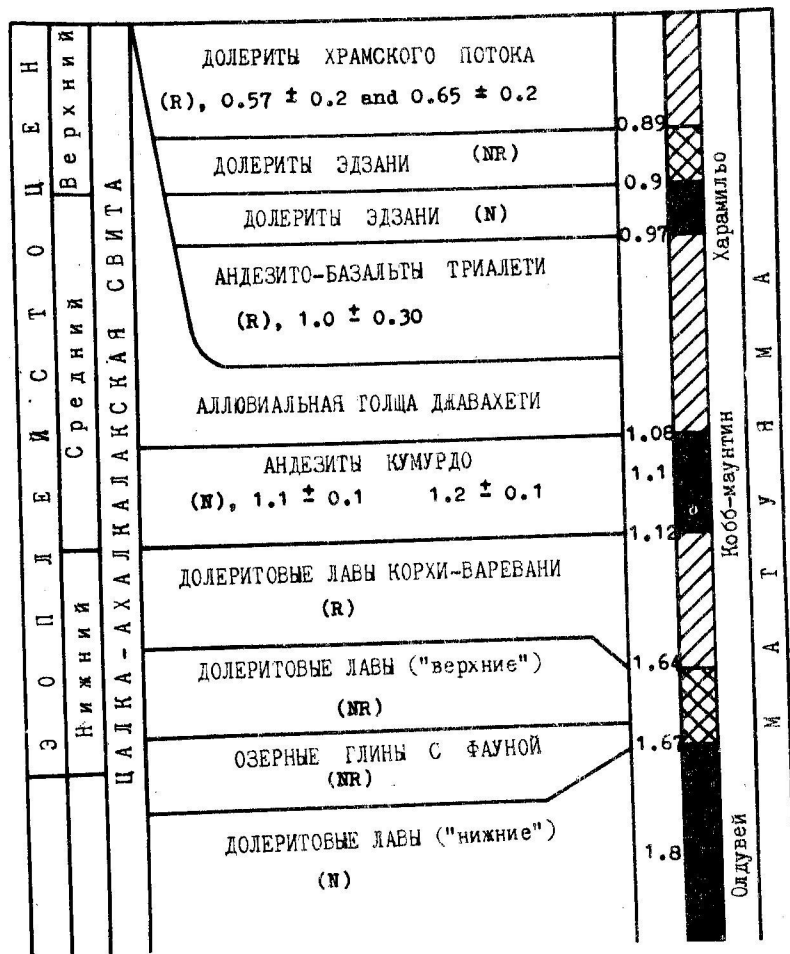 ЭОПЛЕЙСТОЦЕН
Верхний
Средний
Нижний
ЦАЛКА-АХАЛКАЛАКСКАЯ СВИТА
ДОЛЕРИТЫ ХРАМСКОГО ПОТОКА
(R), 0.57 ± 0.2 and 0.65 ± 0.2
ДОЛЕРИТЫ ЭДЗАНИ (NR)
ДОЛЕРИТЫ ЭДЗАНИ (N)
АНДЕЗИТО-БАЗАЛЬТЫ ТРИАЛЕТИ
(R), 1.0 ± 0.30
АЛЛЮВИАЛЬНАЯ ТОЛЩА ДЖАВАХЕТИ
АНДЕЗИТЫ КУМУРДО
(N), 1.1 ± 0.1 1.2 ± 0.1
ДОЛЕРИТОВЫЕ ЛАВЫ КОРХИ-ВАРЕВАНИ
(R)
ДОЛЕРИТОВЫЕ ЛАВЫ ("верхние")
(NR)
ОЗЕРНЫЕ ГЛИНЫ С ФАУНОЙ
(NR)
ДОЛЕРИТОВЫЕ ЛАВЫ ("нижние")
(N)
0.89
0.9
0.97
1.08
1.1
1.12
1.64
1.67
1.8
Харамильо
Кобб-маунтин
Олдувей
МАТУЯМА